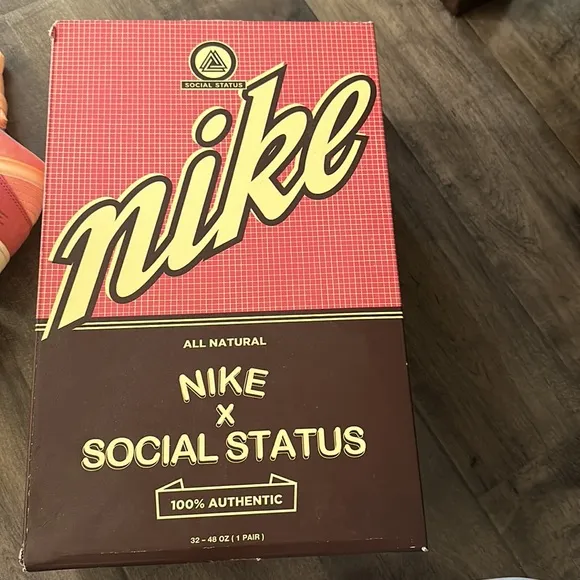 SOCIAL STATUS
nike
ALL NATURAL
NIKE
X
SOCIAL STATUS
100% AUTHENTIC
32 – 48 OZ ( 1 PAIR )